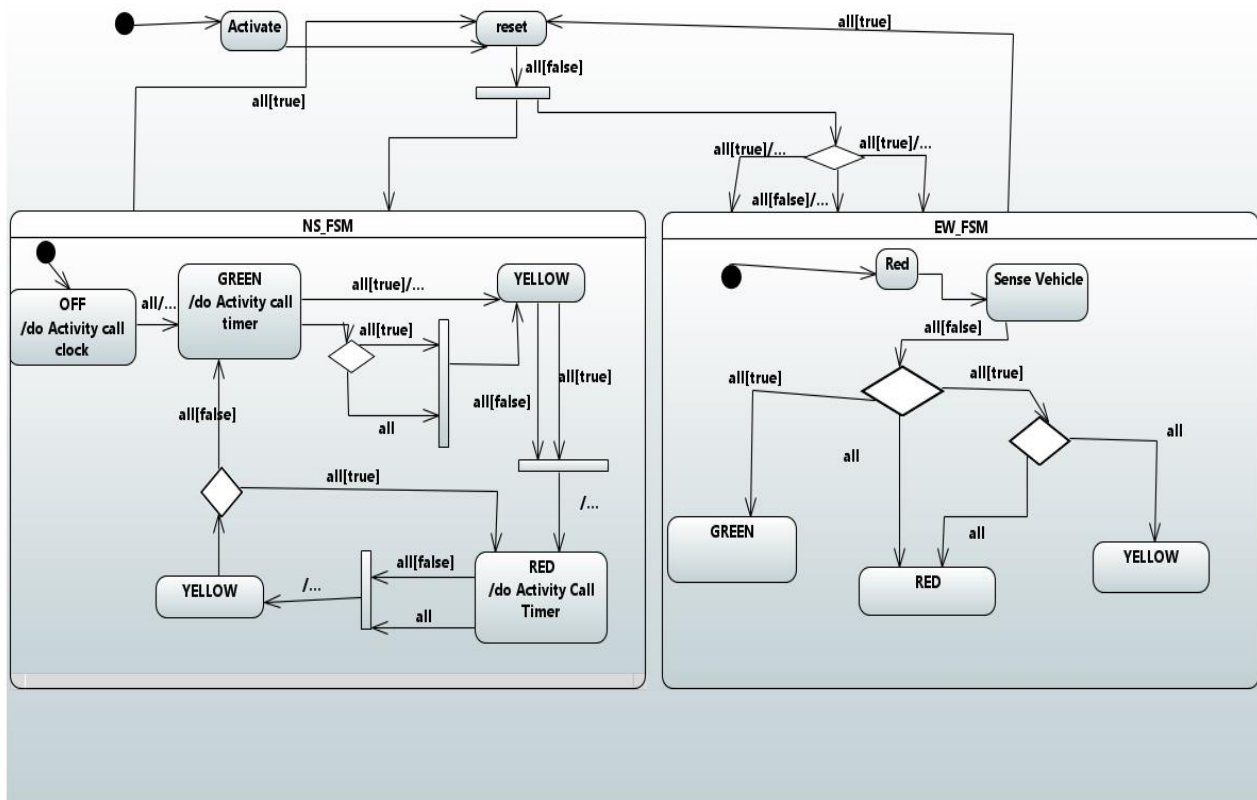 Activate
reset
all[true]
all[false]
all[true]
all[true]/...
all[true]/...
all[false]/...
NS_FSM
EW_FSM
OFF
/do Activity call
clock
all/...
GREEN
/do Activity call
timer
all[true]/...
YELLOW
all[true]
all
all[false]
all[true]
all[false]
all[true]
/...
RED
/do Activity Call
Timer
all[false]
all
/...
YELLOW
Red
Sense Vehicle
all[false]
all[true]
all[true]
all
all
all
GREEN
RED
YELLOW